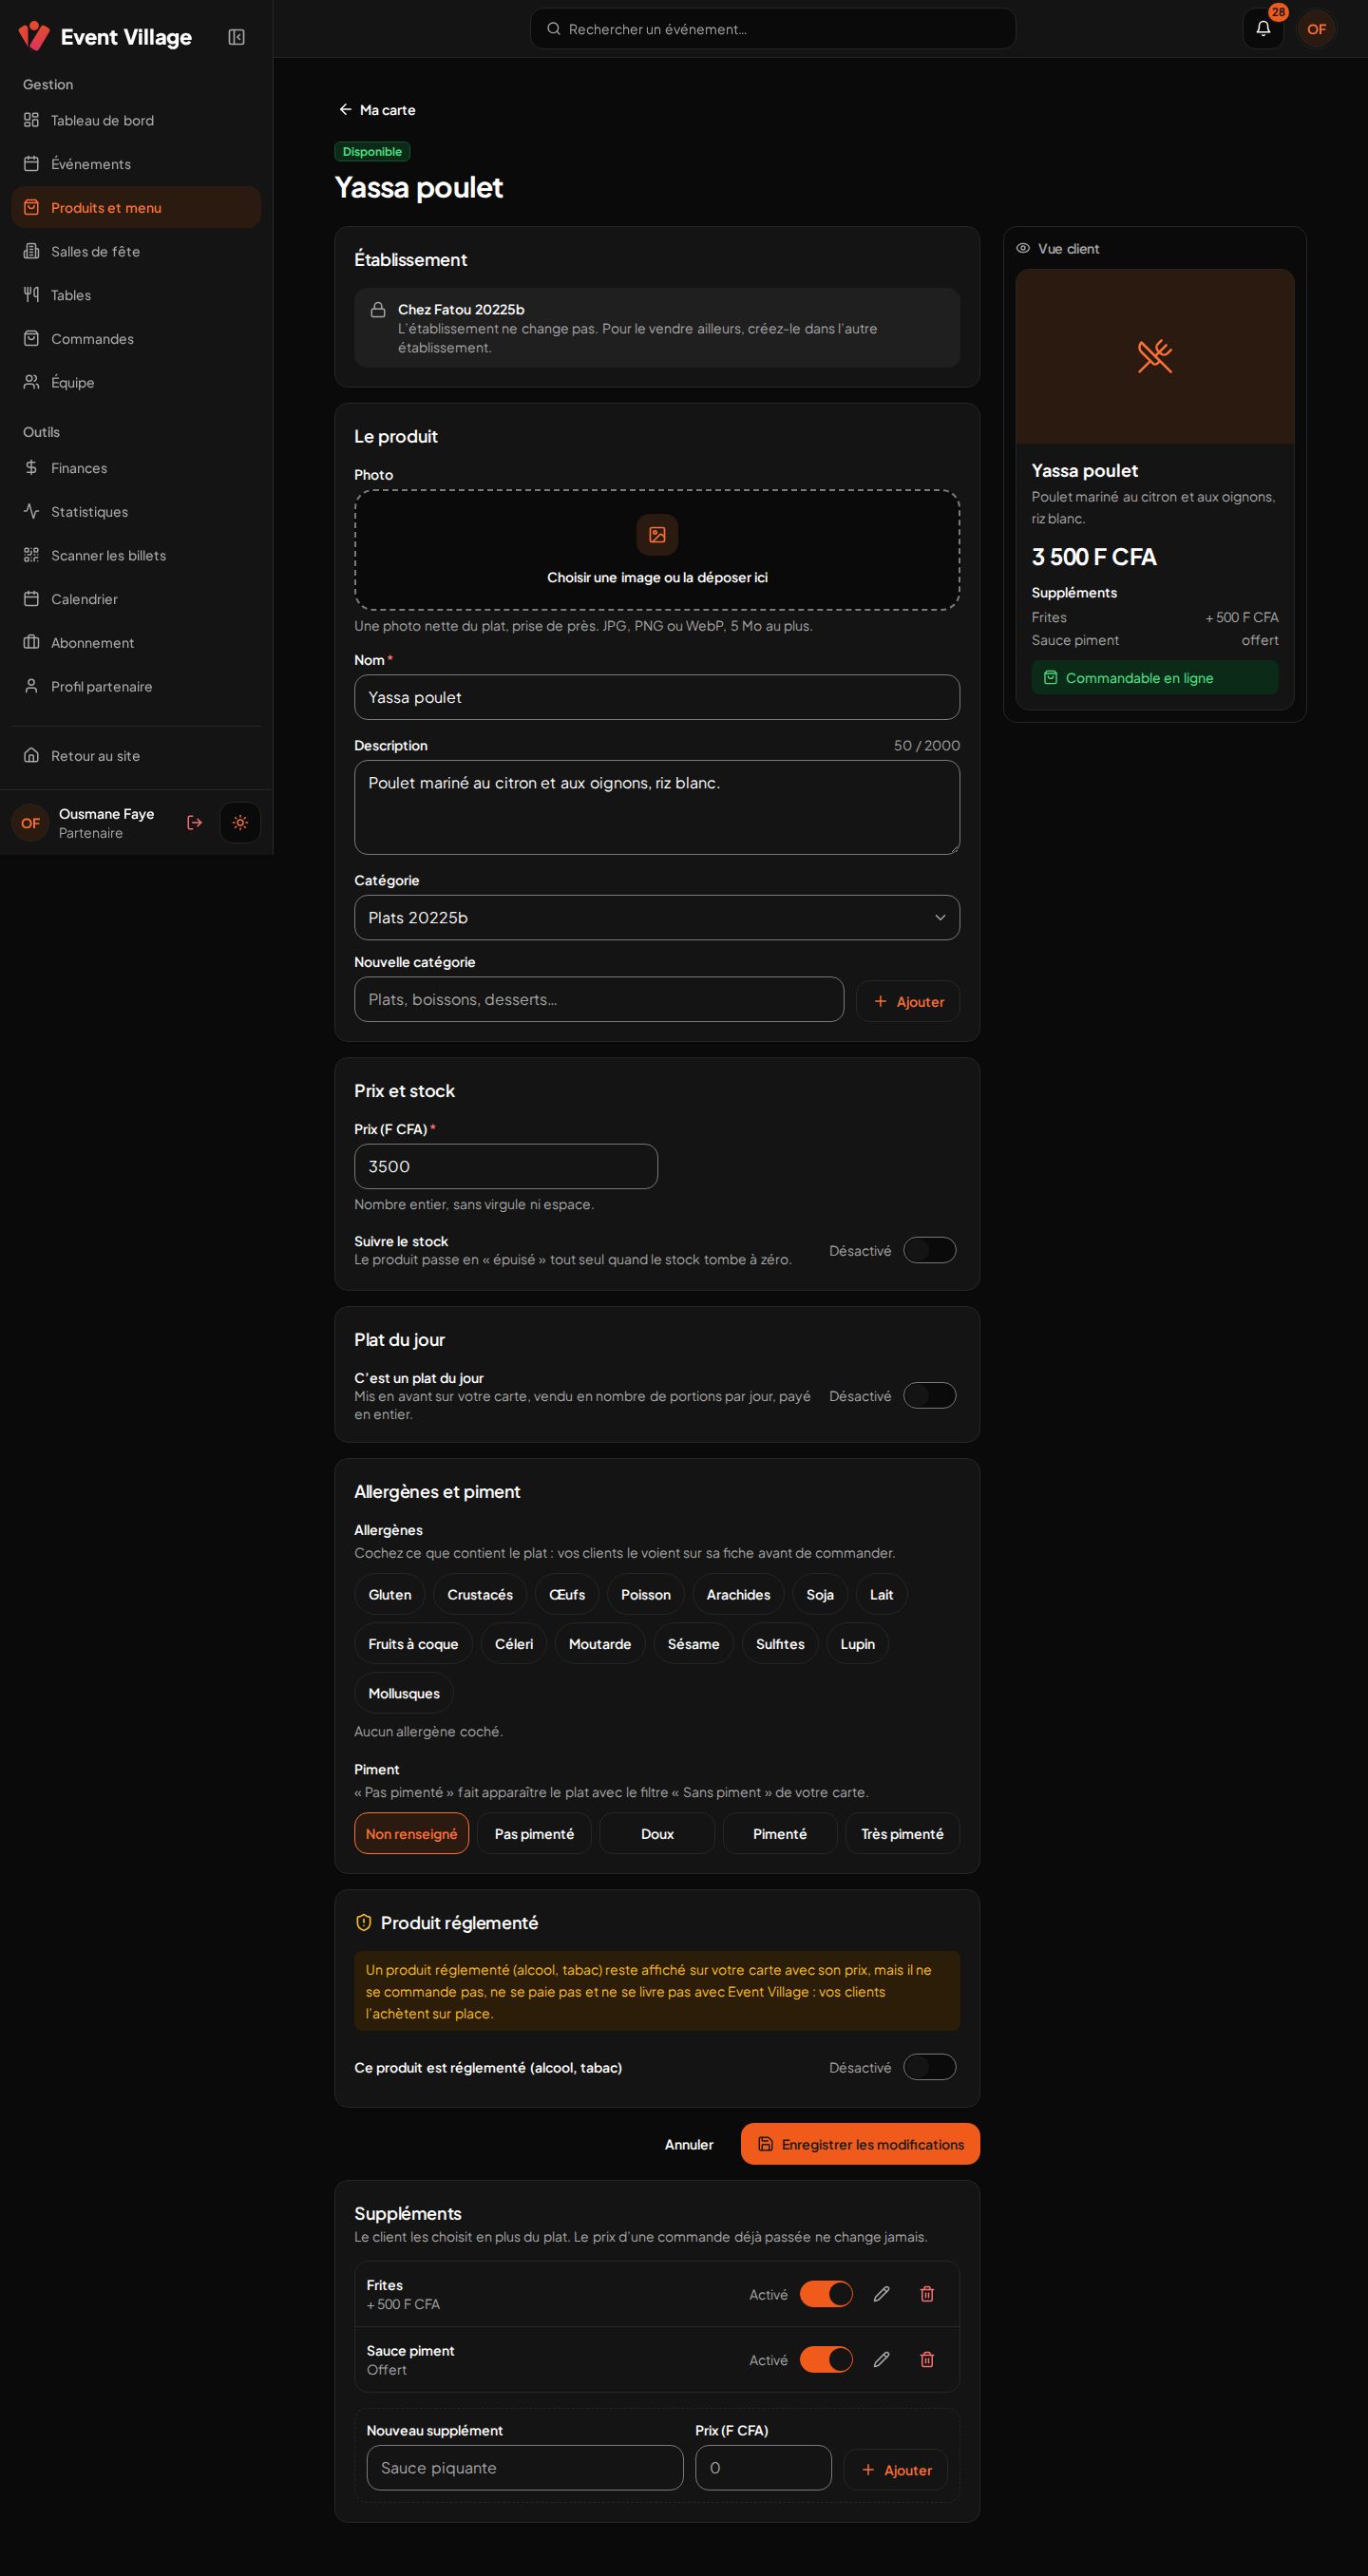 Event Village
Rechercher un événement...
28
OF
Gestion
Tableau de bord
Événements
Produits et menu
Salles de fête
Tables
Commandes
Équipe
Outils
Finances
Statistiques
Scanner les billets
Calendrier
Abonnement
Profil partenaire
Retour au site
OF
Ousmane Faye
Partenaire
Ma carte
Disponible
Yassa poulet
Établissement
Chez Fatou 20225b
L’établissement ne change pas. Pour le vendre ailleurs, créez-le dans l’autre
établissement.
Le produit
Photo
Choisir une image ou la déposer ici
Une photo nette du plat, prise de près. JPG, PNG ou WebP, 5 Mo au plus.
Nom *
Yassa poulet
Description
50 / 2000
Poulet mariné au citron et aux oignons, riz blanc.
Catégorie
Plats 20225b
Nouvelle catégorie
Plats, boissons, desserts...
Ajouter
Prix et stock
Prix (F CFA) *
3500
Nombre entier, sans virgule ni espace.
Suivre le stock
Le produit passe en « épuisé » tout seul quand le stock tombe à zéro.
Désactivé
Plat du jour
C’est un plat du jour
Mis en avant sur votre carte, vendu en nombre de portions par jour, payé
en entier.
Désactivé
Allergènes et piment
Allergènes
Cochez ce que contient le plat : vos clients le voient sur sa fiche avant de commander.
Gluten Crustacés Œufs Poisson Arachides Soja Lait
Fruits à coque Céleri Moutarde Sésame Sulfites Lupin
Mollusques
Aucun allergène coché.
Piment
« Pas pimenté » fait apparaître le plat avec le filtre « Sans piment » de votre carte.
Non renseigné Pas pimenté Doux Pimenté Très pimenté
Produit réglementé
Un produit réglementé (alcool, tabac) reste affiché sur votre carte avec son prix, mais il ne
se commande pas, ne se paie pas et ne se livre pas avec Event Village : vos clients
l’achètent sur place.
Ce produit est réglementé (alcool, tabac)
Désactivé
Annuler
Enregistrer les modifications
Suppléments
Le client les choisit en plus du plat. Le prix d’une commande déjà passée ne change jamais.
Frites
+ 500 F CFA
Activé
Sauce piment
Offert
Activé
Nouveau supplément
Prix (F CFA)
Sauce piquante
0
Ajouter
Vue client
Yassa poulet
Poulet mariné au citron et aux oignons,
riz blanc.
3 500 F CFA
Suppléments
Frites + 500 F CFA
Sauce piment offert
Commandable en ligne